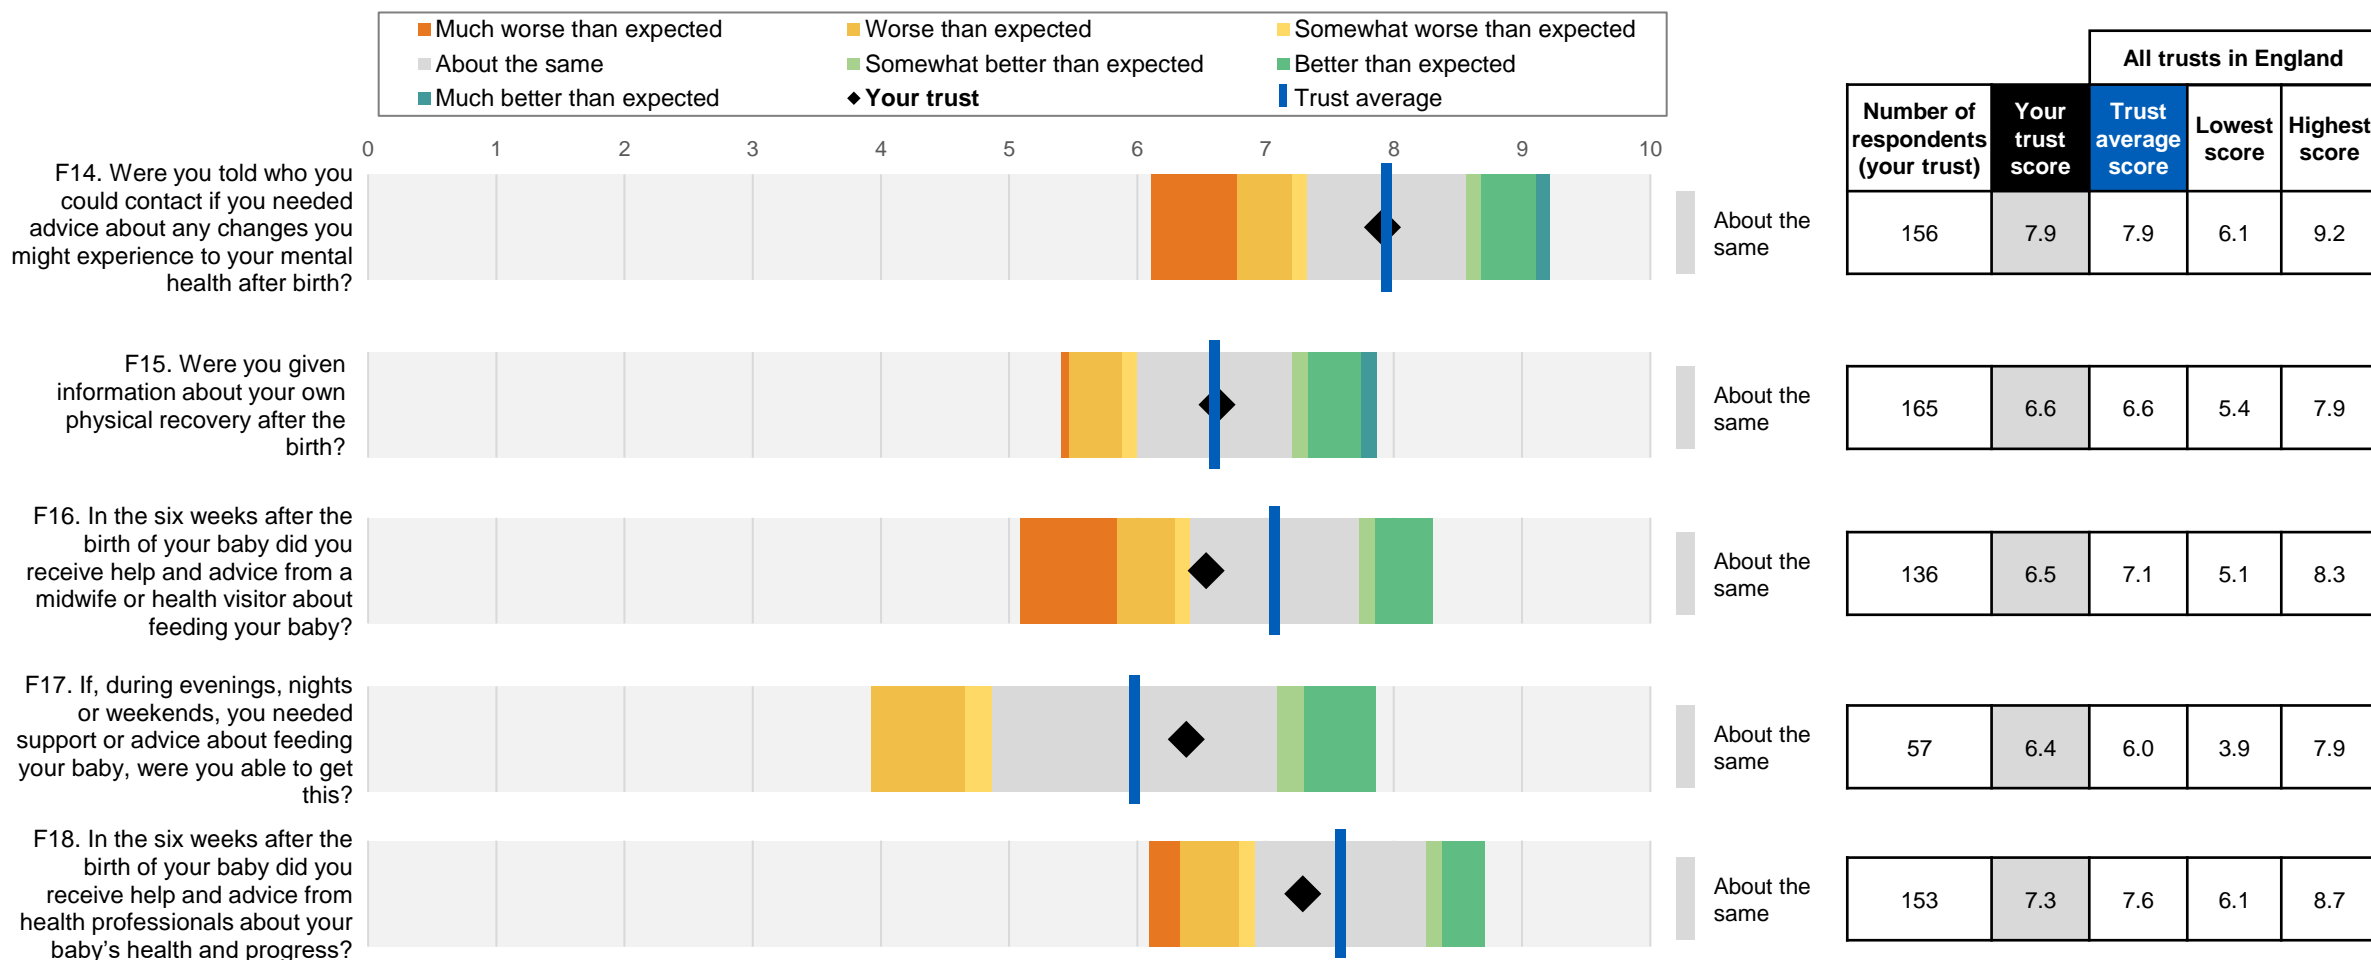 Much worse than expected
Worse than expected
Somewhat worse than expected
About the same
Somewhat better than expected
Better than expected
Much better than expected
Your trust
Trust average
All trusts in England
Number of
respondents
(your trust)
Your
trust
score
Trust
average
score
Lowest
score
Highest
score
0 1 2 3 4 5 6 7 8 9 10
F14. Were you told who you
could contact if you needed
advice about any changes you
might experience to your mental
health after birth?
About the
same
156 7.9 7.9 6.1 9.2
F15. Were you given
information about your own
physical recovery after the
birth?
About the
same
165 6.6 6.6 5.4 7.9
F16. In the six weeks after the
birth of your baby did you
receive help and advice from a
midwife or health visitor about
feeding your baby?
About the
same
136 6.5 7.1 5.1 8.3
F17. If, during evenings, nights
or weekends, you needed
support or advice about feeding
your baby, were you able to get
this?
About the
same
57 6.4 6.0 3.9 7.9
F18. In the six weeks after the
birth of your baby did you
receive help and advice from
health professionals about your
baby’s health and progress?
About the
same
153 7.3 7.6 6.1 8.7